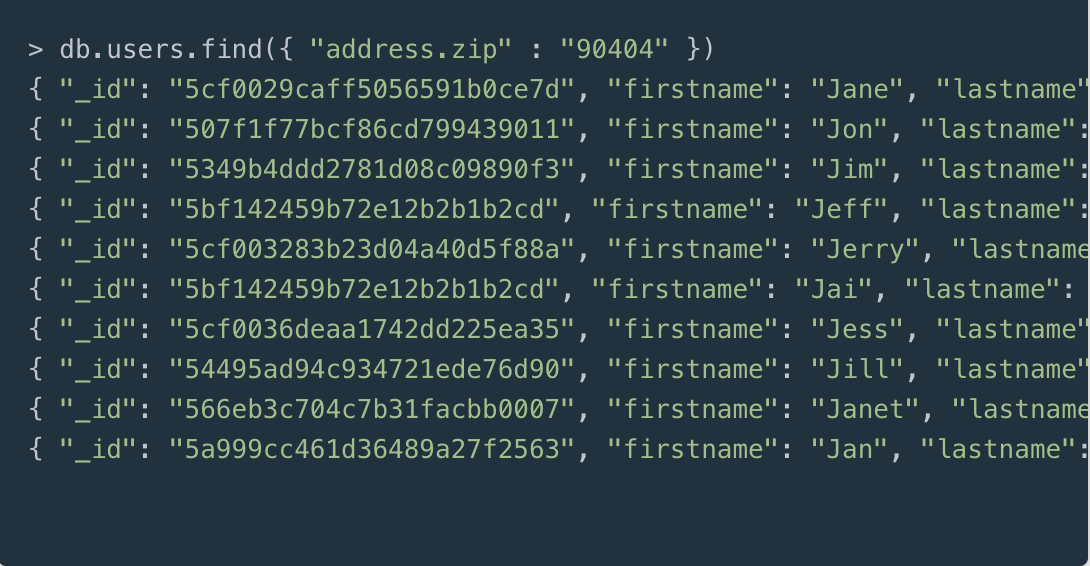 > db.users.find({ "address.zip" : "90404" })
{ "_id": "5cf0029caff5056591b0ce7d", "firstname": "Jane", "lastname"
{ "_id": "507f1f77bcf86cd799439011", "firstname": "Jon", "lastname":
{ "_id": "5349b4ddd2781d08c09890f3", "firstname": "Jim", "lastname":
{ "_id": "5bf142459b72e12b2b1b2cd", "firstname": "Jeff", "lastname":
{ "_id": "5cf003283b23d04a40d5f88a", "firstname": "Jerry", "lastname
{ "_id": "5bf142459b72e12b2b1b2cd", "firstname": "Jai", "lastname":
{ "_id": "5cf0036deaa1742dd225ea35", "firstname": "Jess", "lastname"
{ "_id": "54495ad94c934721ede76d90", "firstname": "Jill", "lastname"
{ "_id": "566eb3c704c7b31facbb0007", "firstname": "Janet", "lastname
{ "_id": "5a999cc461d36489a27f2563", "firstname": "Jan", "lastname":